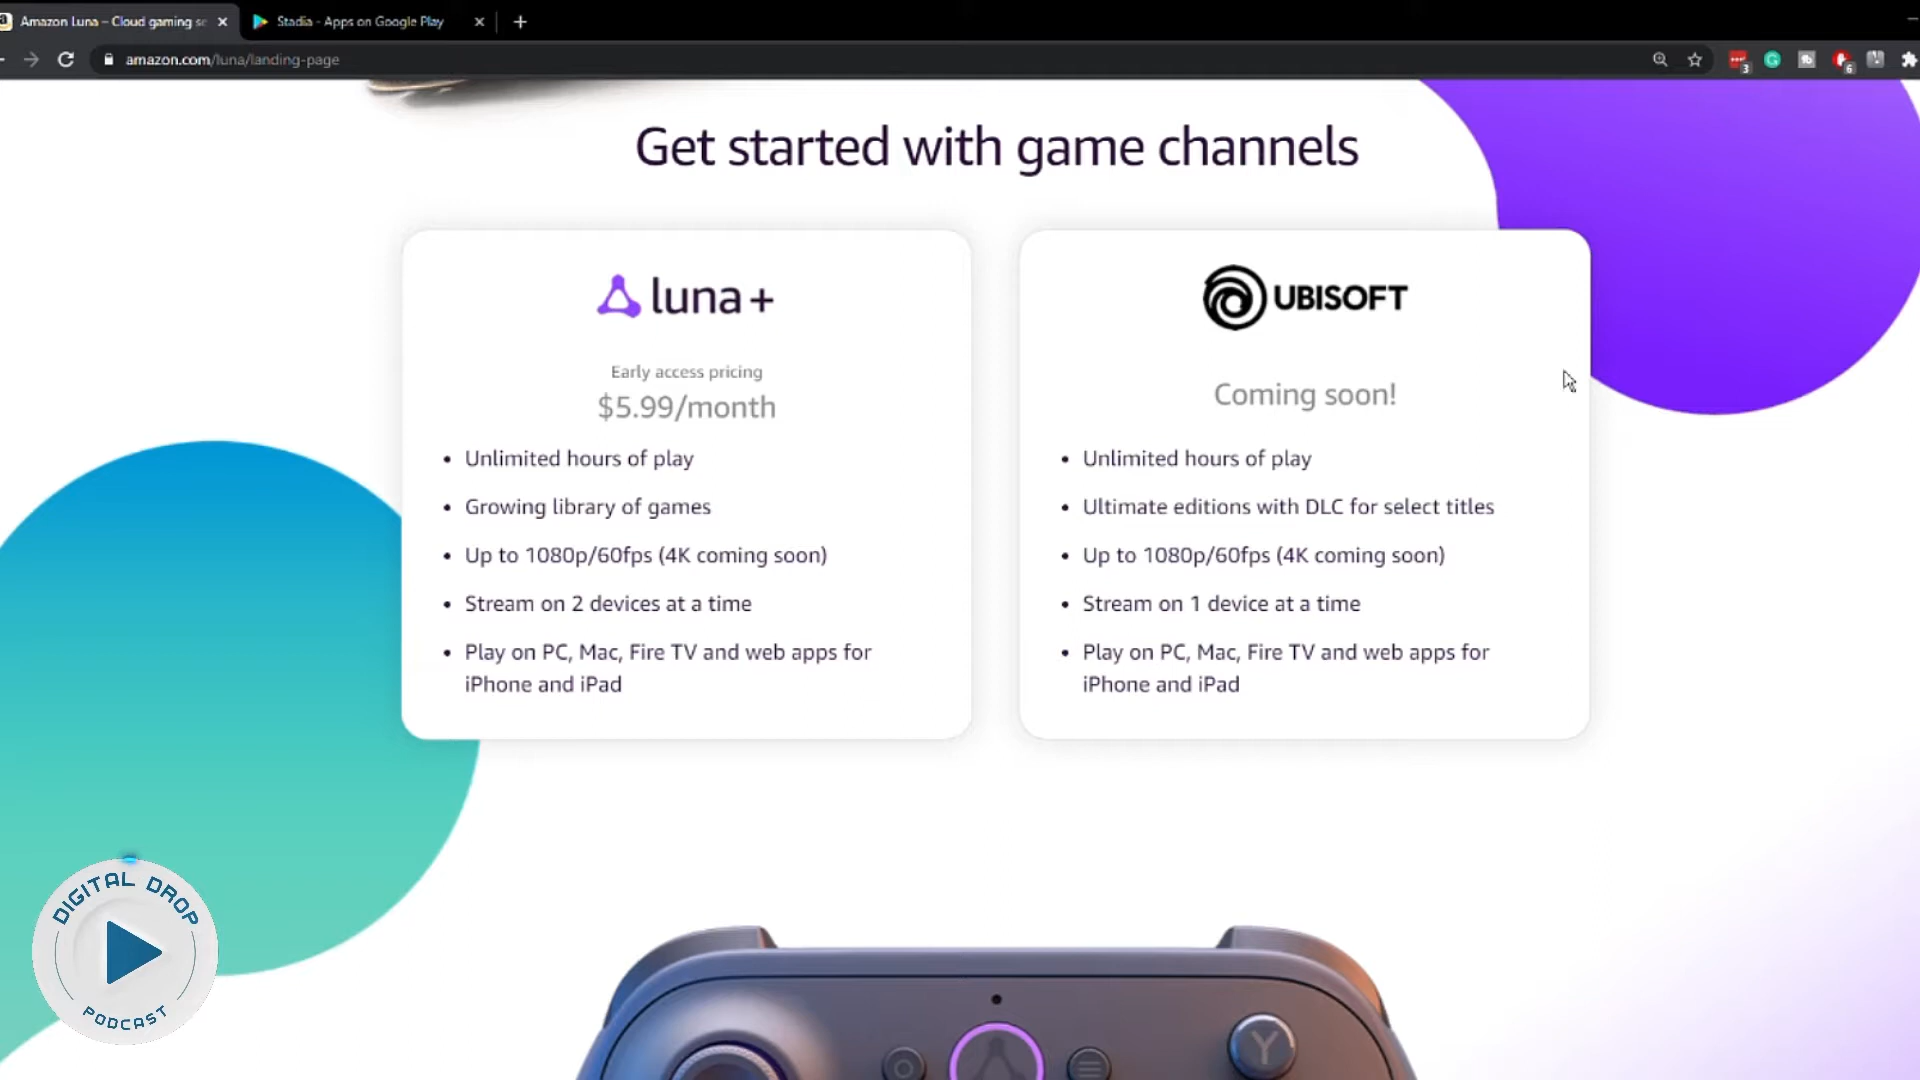 Amazon Luna – Cloud gaming se
Stadia - Apps on Google Play
amazon.com/luna/landing-page
3
6
Get started with game channels
luna+
Early access pricing
$5.99/month
• Unlimited hours of play
• Growing library of games
• Up to 1080p/60fps (4K coming soon)
• Stream on 2 devices at a time
• Play on PC, Mac, Fire TV and web apps for
iPhone and iPad
UBISOFT
Coming soon!
• Unlimited hours of play
• Ultimate editions with DLC for select titles
• Up to 1080p/60fps (4K coming soon)
• Stream on 1 device at a time
• Play on PC, Mac, Fire TV and web apps for
iPhone and iPad
DIGITAL DROP
PODCAST
Y